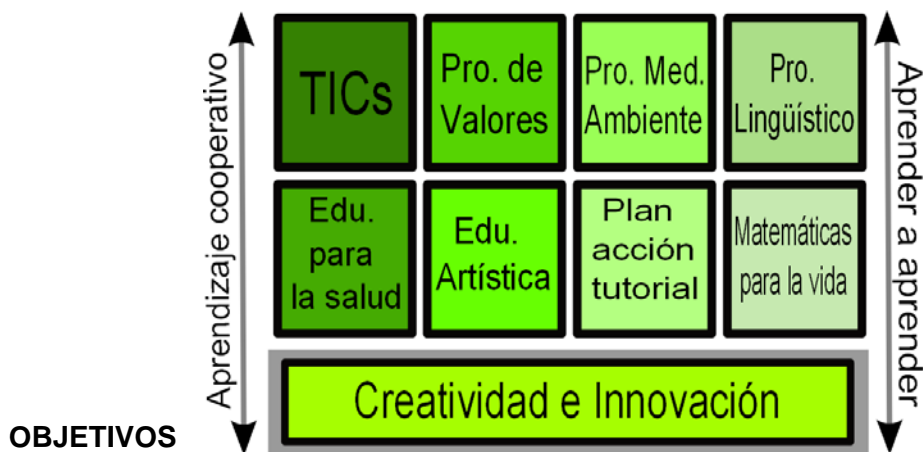 Aprendizaje cooperativo
TICs
Pro. de
Valores
Pro. Med.
Ambiente
Pro.
Lingüístico
Aprender a aprender
Edu.
para
la salud
Edu.
Artística
Plan
acción
tutorial
Matemáticas
para la vida
Creatividad e Innovación
OBJETIVOS